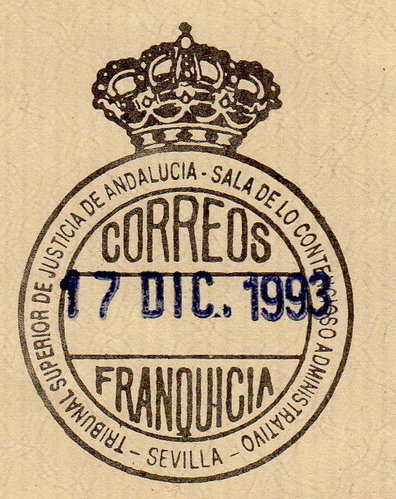 TRIBUNAL SUPERIOR DE JUSTICIA DE ANDALUCIA - SALA DE LO CONTENCIOSO ADMINISTRATIVO
- SEVILLA -
CORREOS
17 DIC. 1993
FRANQUICIA